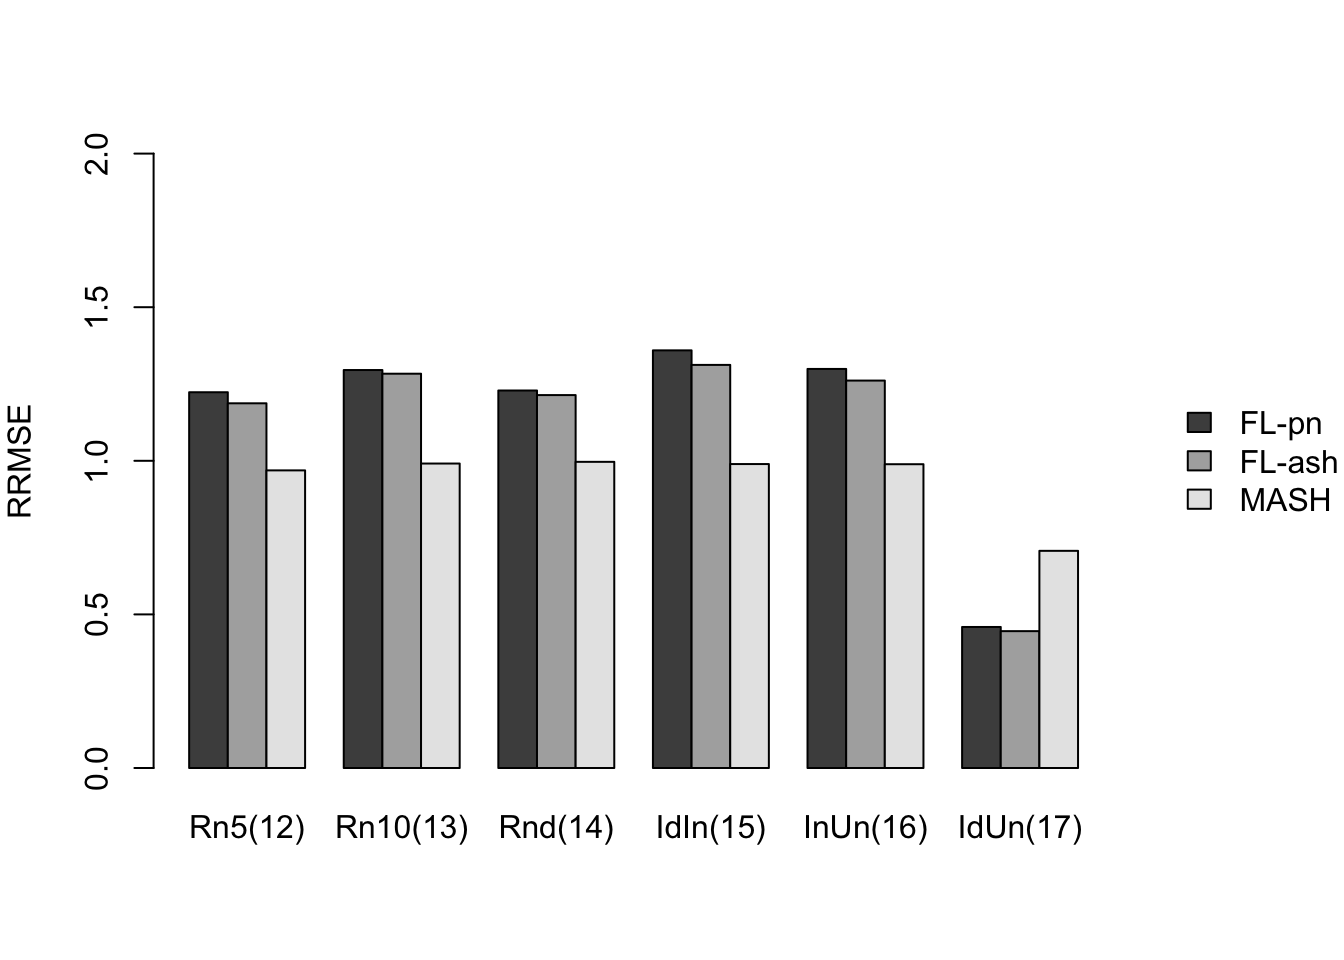 2.0
1.5
1.0
0.5
0.0
RRMSE
FL-pn
FL-ash
MASH
Rn5(12) Rn10(13) Rnd(14) IdIn(15) InUn(16) IdUn(17)